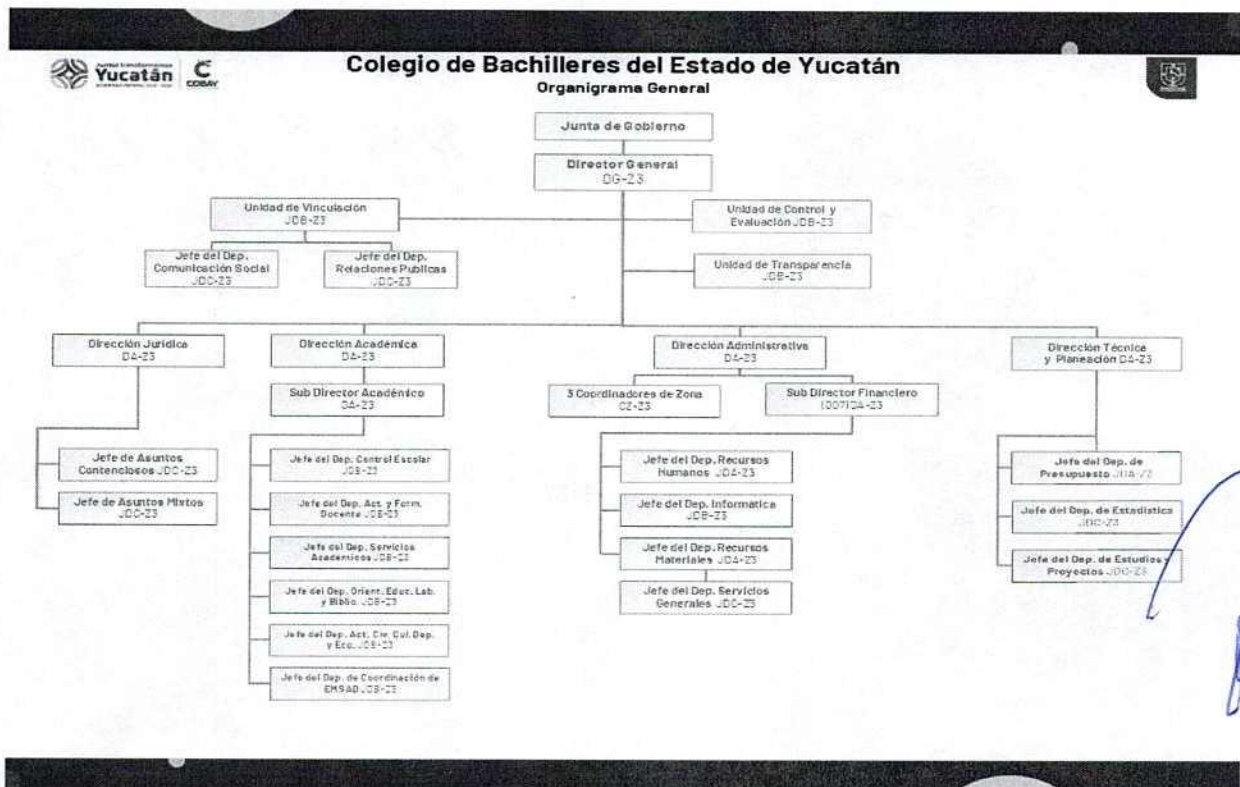 Juntos transformemos
Yucatán
COBAY
Colegio de Bachilleres del Estado de Yucatán
Organigrama General
Junta de Gobierno
Director General
DG-Z3
Unidad de Vinculación
JDB-Z3
Unidad de Control y
Evaluación JDB-Z3
Jefe del Dep.
Comunicación Social
JDC-Z3
Jefe del Dep.
Relaciones Publicas
JDC-Z3
Unidad de Transparencia
JDB-Z3
Dirección Jurídica
DA-Z3
Dirección Académica
DA-Z3
Dirección Administrativa
DA-Z3
Dirección Técnica
y Planeación DA-Z3
Sub Director Académico
DA-Z3
3 Coordinadores de Zona
CZ-Z3
Sub Director Financiero
(007)DA-Z3
Jefe de Asuntos
Contenciosos JDC-Z3
Jefe de Asuntos Mixtos
JDC-Z3
Jefe del Dep. Control Escolar
JDB-Z3
Jefe del Dep. Act. y Form.
Docente JDB-Z3
Jefe del Dep. Servicios
Académicos JDB-Z3
Jefe del Dep. Orient. Educ. Lab.
y Biblio. JDB-Z3
Jefe del Dep. Act. Civ. Cul. Dep.
y Eco. JDB-Z3
Jefe del Dep. de Coordinación de
EMSAD JDB-Z3
Jefe del Dep. Recursos
Humanos JDA-Z3
Jefe del Dep. Informatica
JDB-Z3
Jefe del Dep. Recursos
Materiales JDA-Z3
Jefe del Dep. Servicios
Generales JDC-Z3
Jefe del Dep. de
Presupuesto JDA-Z2
Jefe del Dep. de Estadística
JDC-Z3
Jefe del Dep. de Estudios y
Proyectos JDC-Z3